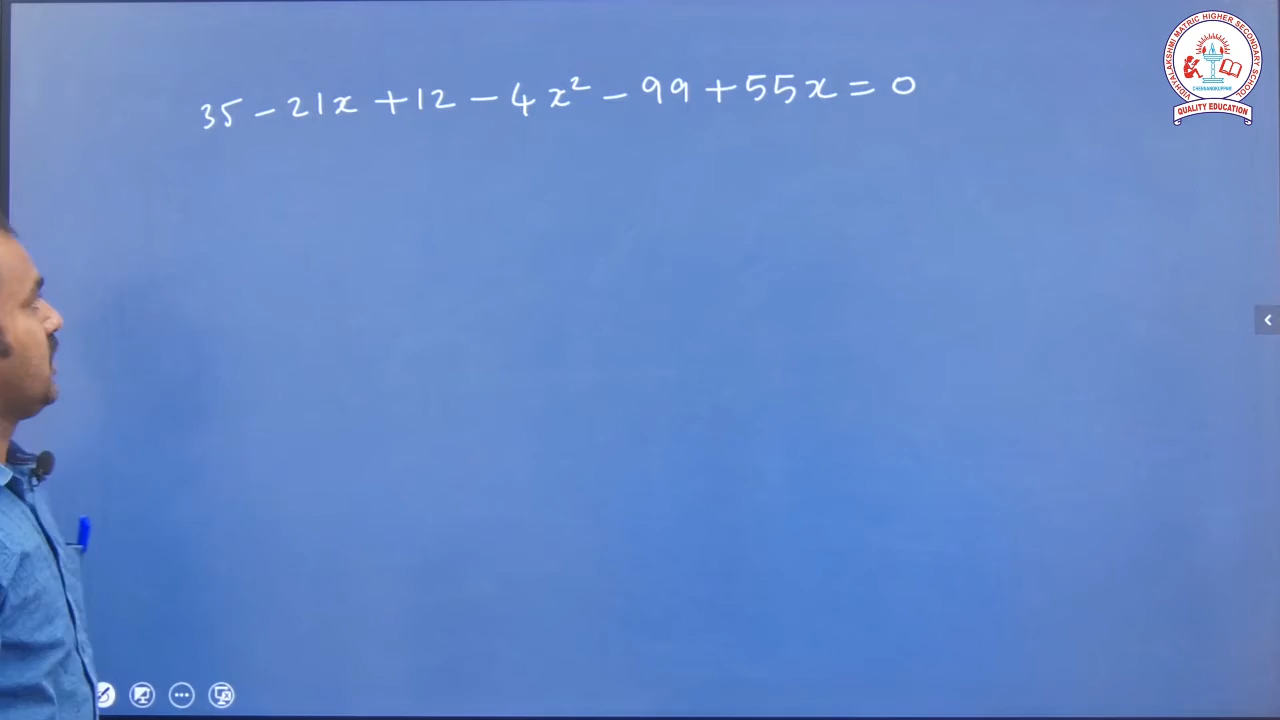 35 - 21x + 12 - 4x² - 99 + 55x = 0
QUALITY EDUCATION